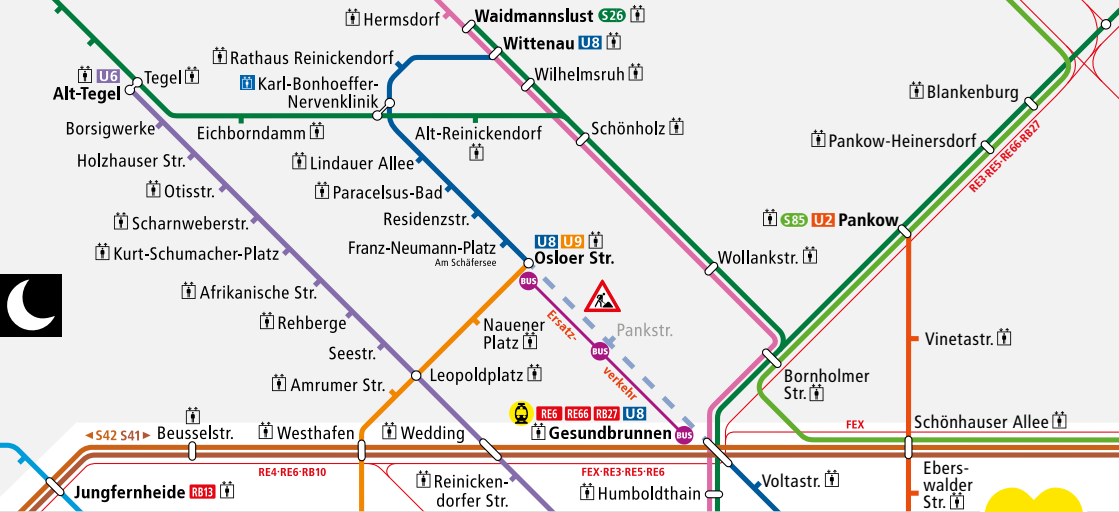 Hermsdorf
Waidmannslust S26
Wittenau U8
Rathaus Reinickendorf
Wilhelmsruh
U6
Alt-Tegel
Tegel
Karl-Bonhoeffer-
Nervenklinik
Blankenburg
Borsigwerke
Eichborndamm
Alt-Reinickendorf
Schönholz
Pankow-Heinersdorf
RE3·RE5·RE66·RB27
Holzhauser Str.
Lindauer Allee
Otisstr.
Paracelsus-Bad
Scharnweberstr.
Residenzstr.
S85 U2 Pankow
Kurt-Schumacher-Platz
Franz-Neumann-Platz
Am Schäfersee
U8 U9
Osloer Str.
Wollankstr.
BUS
Afrikanische Str.
Ersatz-
Rehberge
Nauener
Platz
Pankstr.
Vinetastr.
Seestr.
BUS
verkehr
Amrumer Str.
Leopoldplatz
Bornholmer
Str.
RE6 RE66 RB27 U8
Gesundbrunnen
BUS
S42 S41
Beusselstr.
Westhafen
Wedding
FEX
Schönhauser Allee
RE4·RE6·RB10
FEX·RE3·RE5·RE6
Jungfernheide RB13
Reinicken-
dorfer Str.
Humboldthain
Voltastr.
Ebers-
walder
Str.